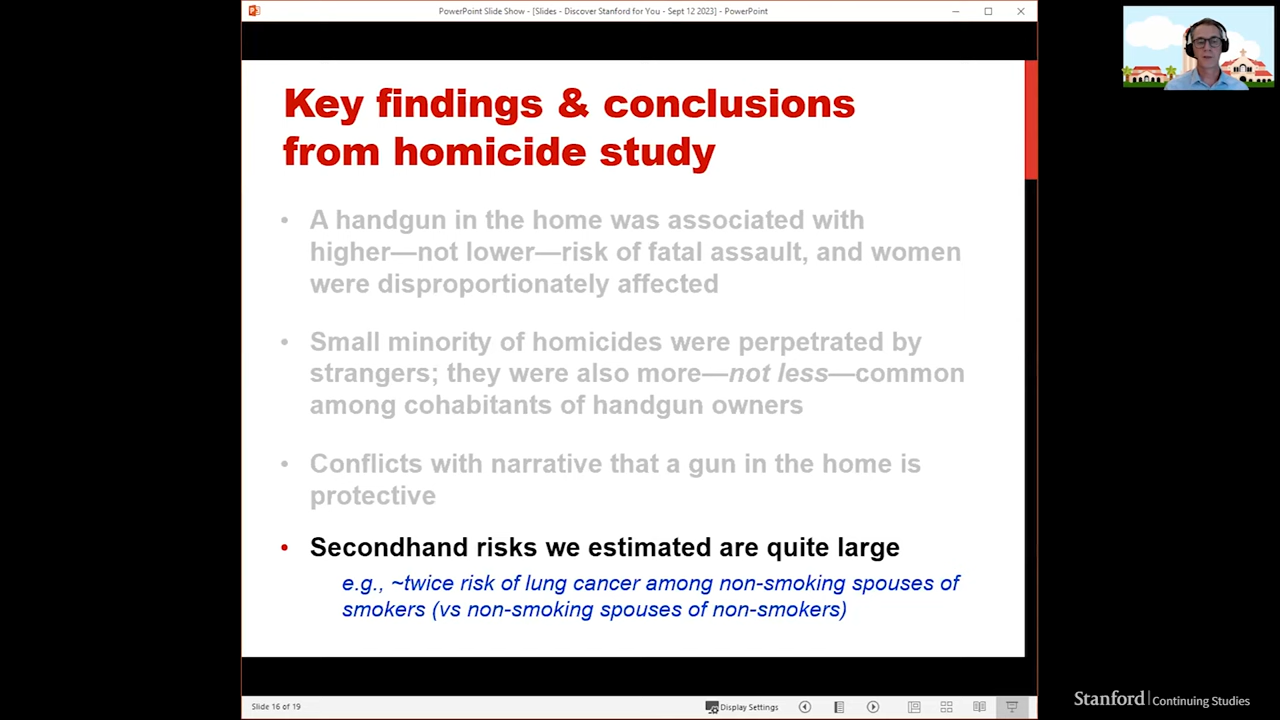 PowerPoint Slide Show - [Slides - Discover Stanford for You - Sept 12 2023] - PowerPoint
Key findings & conclusions
from homicide study
• A handgun in the home was associated with
higher—not lower—risk of fatal assault, and women
were disproportionately affected
• Small minority of homicides were perpetrated by
strangers; they were also more—not less—common
among cohabitants of handgun owners
• Conflicts with narrative that a gun in the home is
protective
• Secondhand risks we estimated are quite large
e.g., ~twice risk of lung cancer among non-smoking spouses of
smokers (vs non-smoking spouses of non-smokers)
Slide 16 of 19
Display Settings
Stanford | Continuing Studies